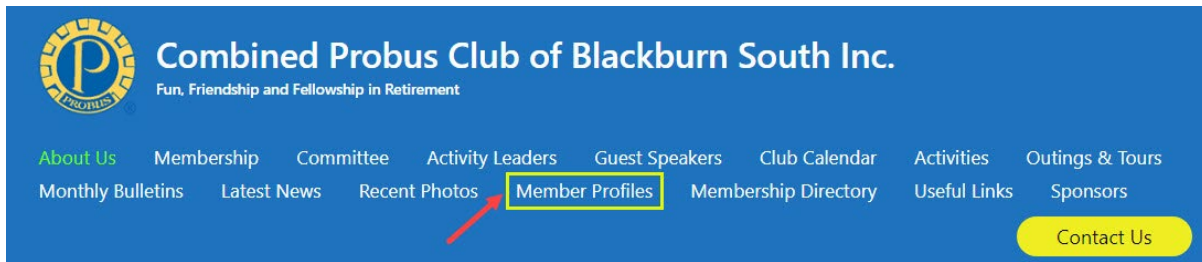 P
PROBUS
®
Combined Probus Club of Blackburn South Inc.
Fun, Friendship and Fellowship in Retirement
About Us Membership Committee Activity Leaders Guest Speakers Club Calendar Activities Outings & Tours
Monthly Bulletins Latest News Recent Photos Member Profiles Membership Directory Useful Links Sponsors
Contact Us